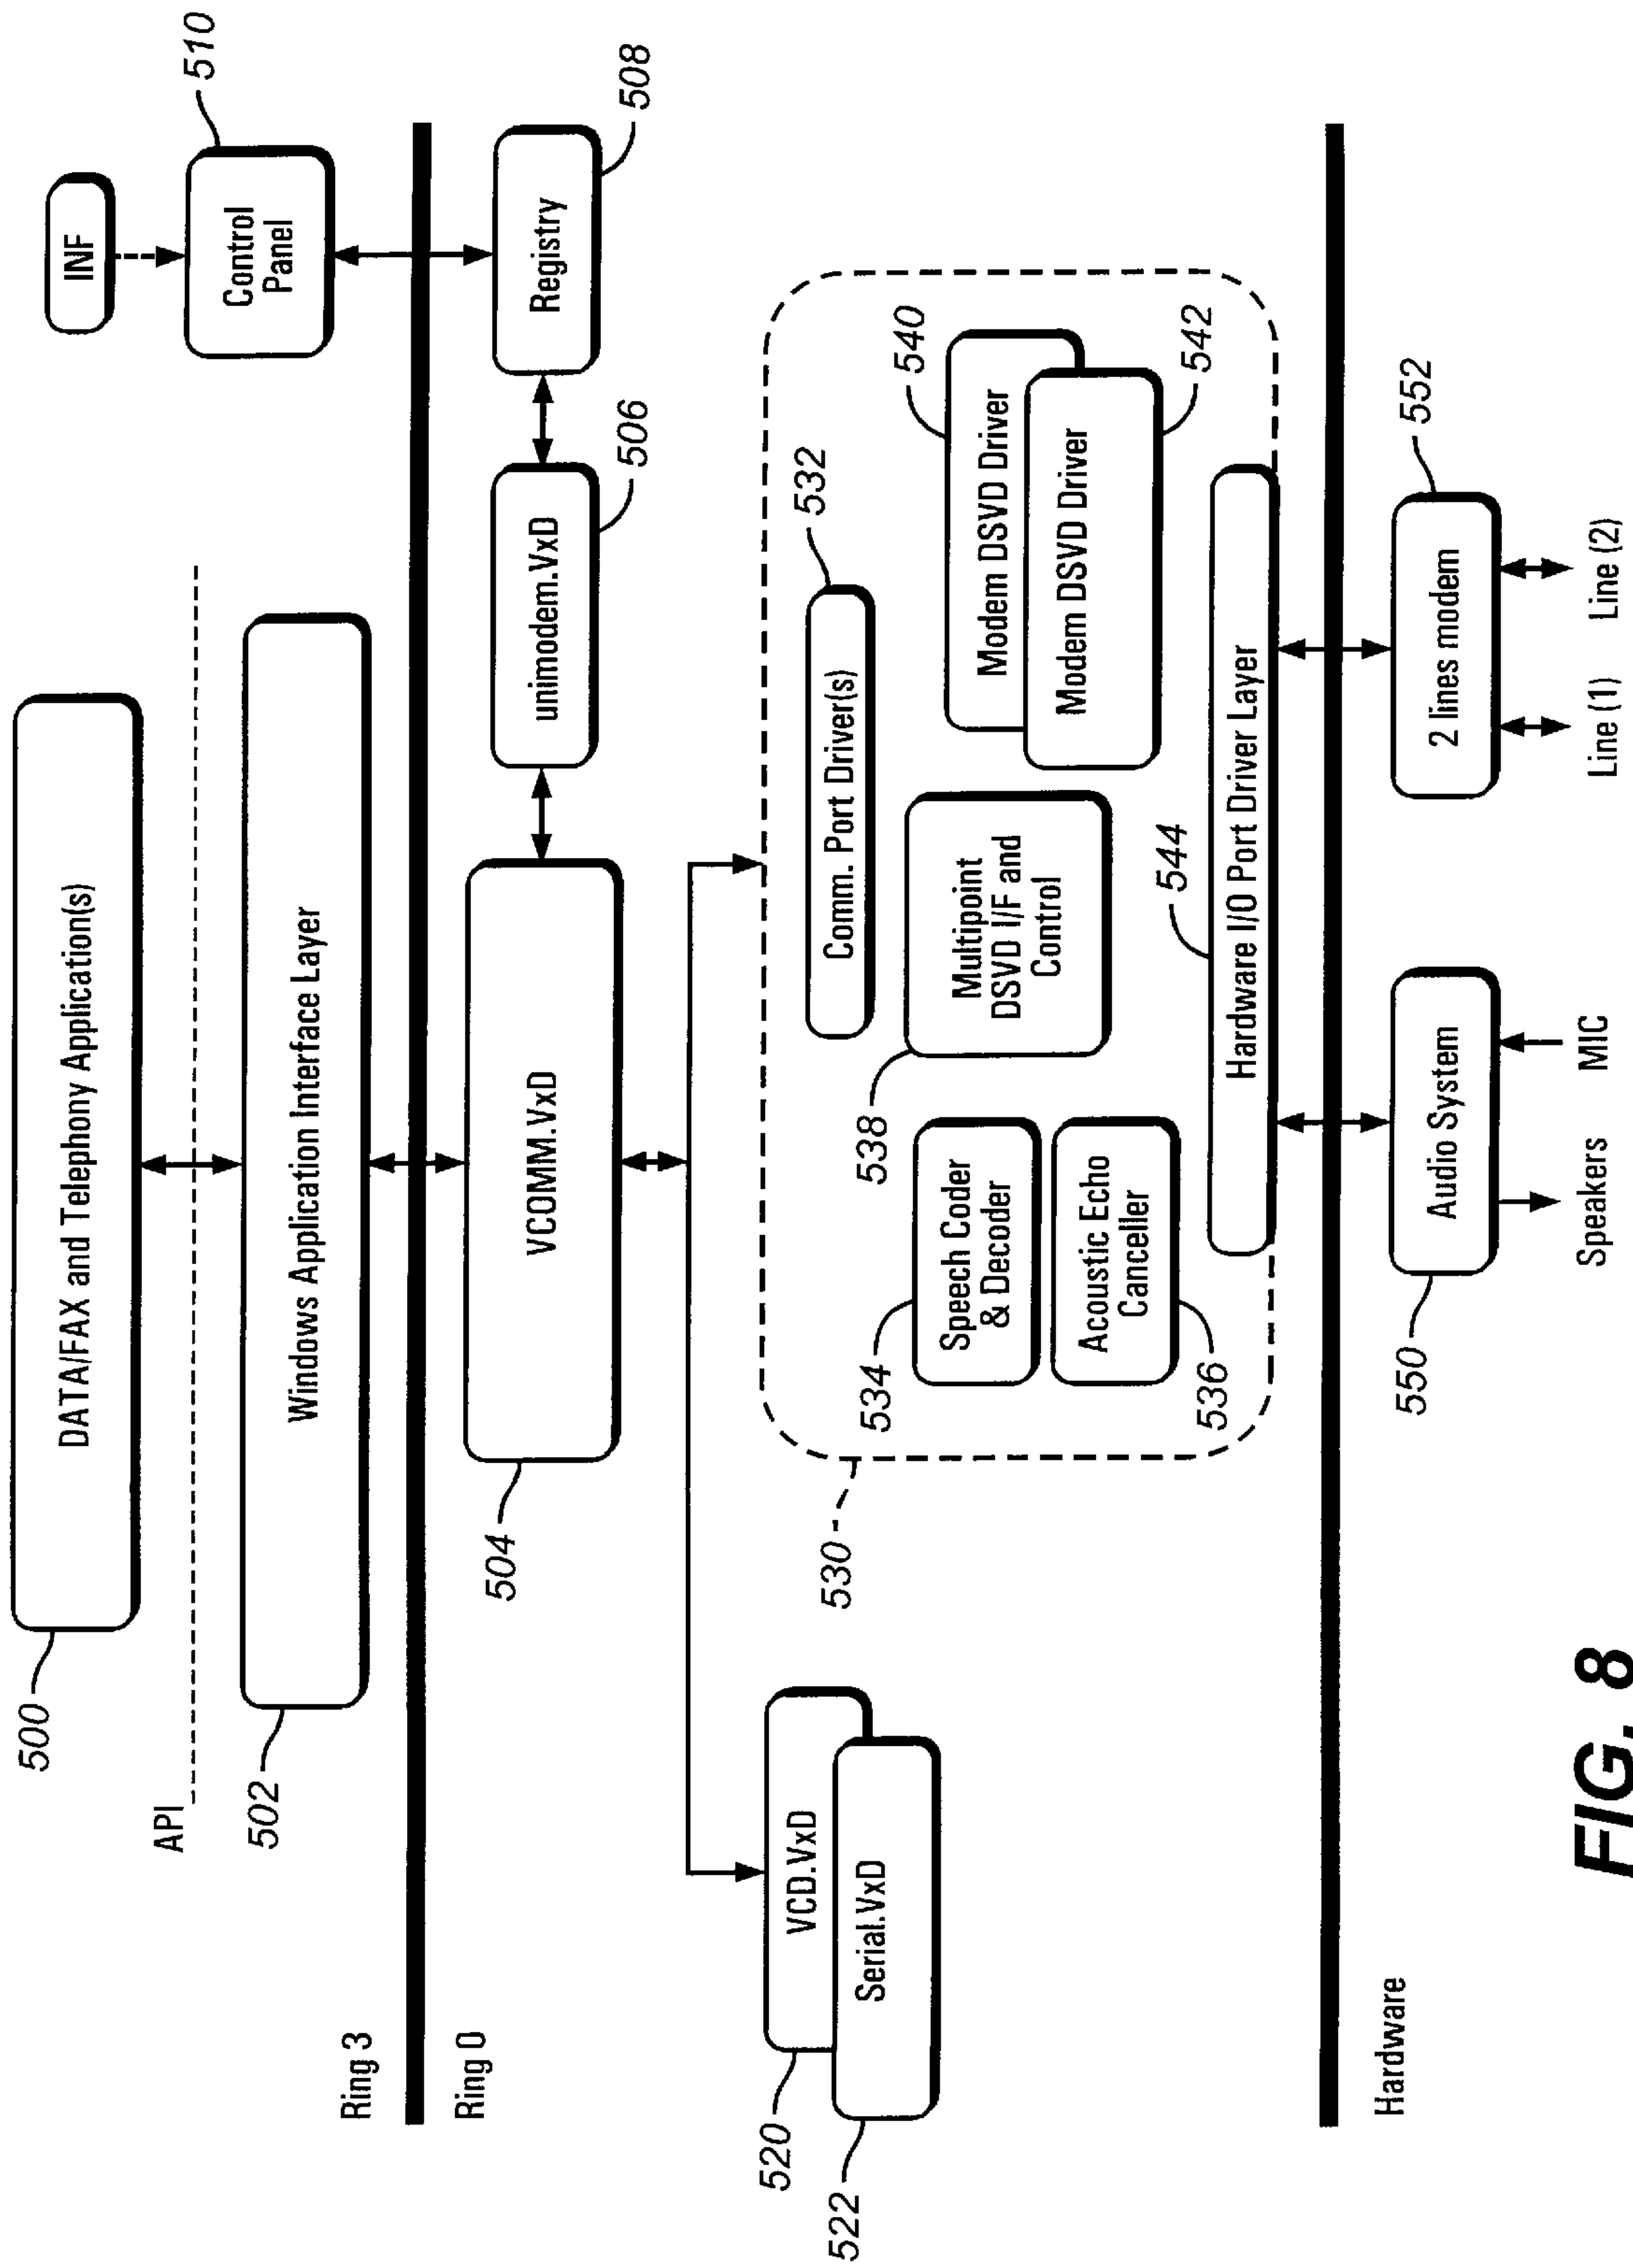 500
DATA/FAX and Telephony Application(s)
INF
API
510
Control
Panel
502
Windows Application Interface Layer
Ring 3
Ring 0
504
VCOMM.VxD
unimodem.VxD
506
Registry
508
520
VCD.VxD
522
Serial.VxD
530
532
Comm. Port Driver(s)
534
Speech Coder
& Decoder
538
Multipoint
DSVD I/F and
Control
540
Modem DSVD Driver
Modem DSVD Driver
542
536
Acoustic Echo
Canceller
544
Hardware I/O Port Driver Layer
Hardware
550
Audio System
552
2 lines modem
Speakers
MIC
Line (1)
Line (2)
FIG. 8